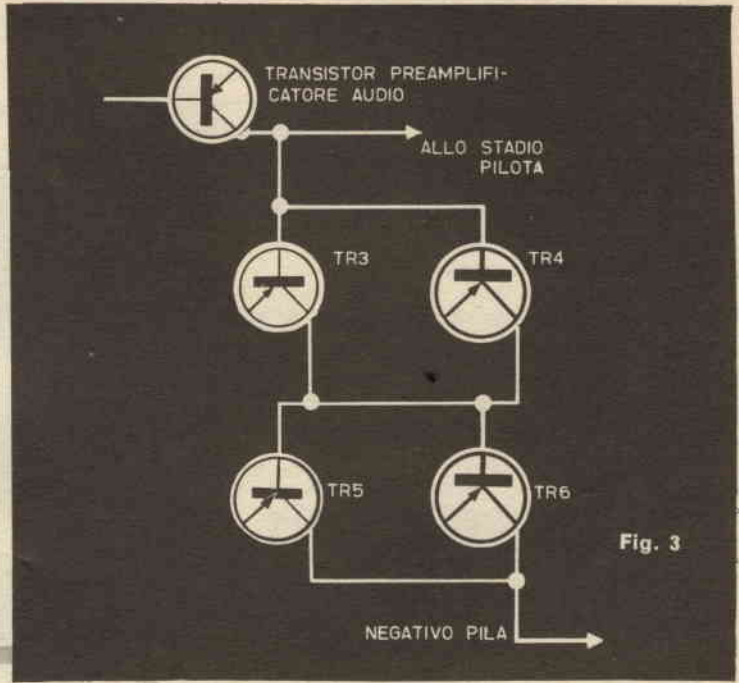 TRANSISTOR PREAMPLIFI-
CATORE AUDIO
ALLO STADIO
PILOTA
TR3
TR4
TR5
TR6
Fig. 3
NEGATIVO PILA